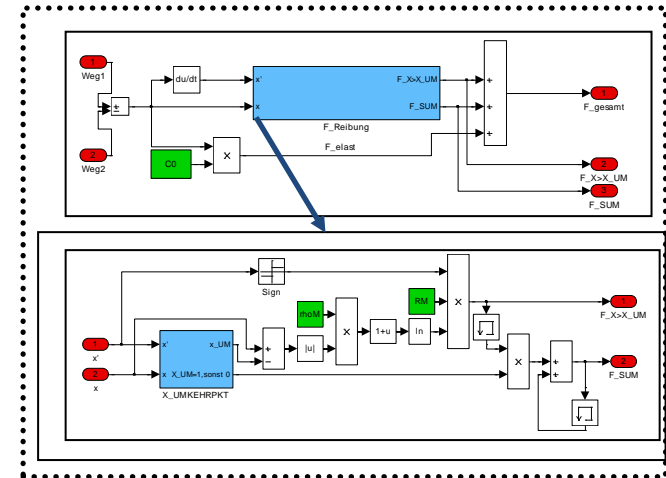 1
Weg1
2
Weg2
±
du/dt
C0
×
x'
x
F_X>X_UM
F_SUM
F_Reibung
F_elast
+
+
+
1
F_gesamt
2
F_X>X_UM
3
F_SUM
Sign
1
x'
2
x
x'
x
x_UM
X_UM=1,sonst 0
X_UMKEHRPKT
+
−
|u|
rhoM
×
1+u
ln
RM
×
×
+
+
1
F_X>X_UM
2
F_SUM